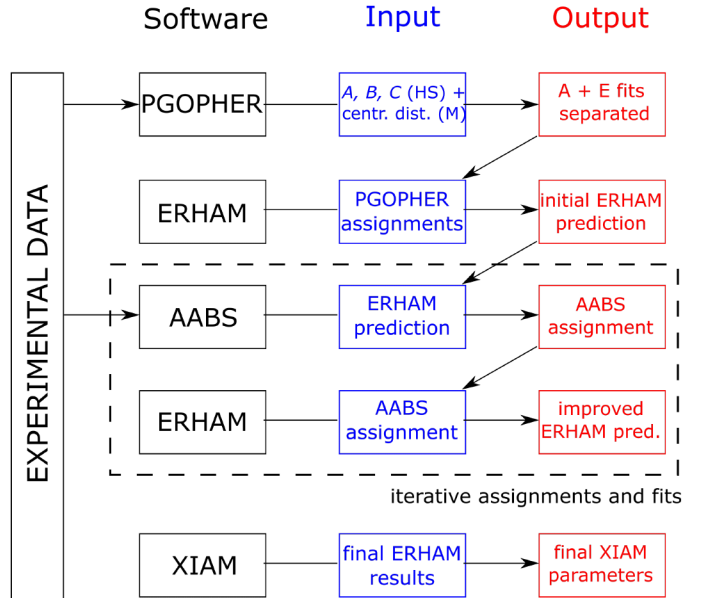 Software Input Output
EXPERIMENTAL DATA
PGOPHER
A, B, C (HS) +
centr. dist. (M)
A + E fits
separated
ERHAM
PGOPHER
assignments
initial ERHAM
prediction
AABS
ERHAM
prediction
AABS
assignment
ERHAM
AABS
assignment
improved
ERHAM pred.
iterative assignments and fits
XIAM
final ERHAM
results
final XIAM
parameters